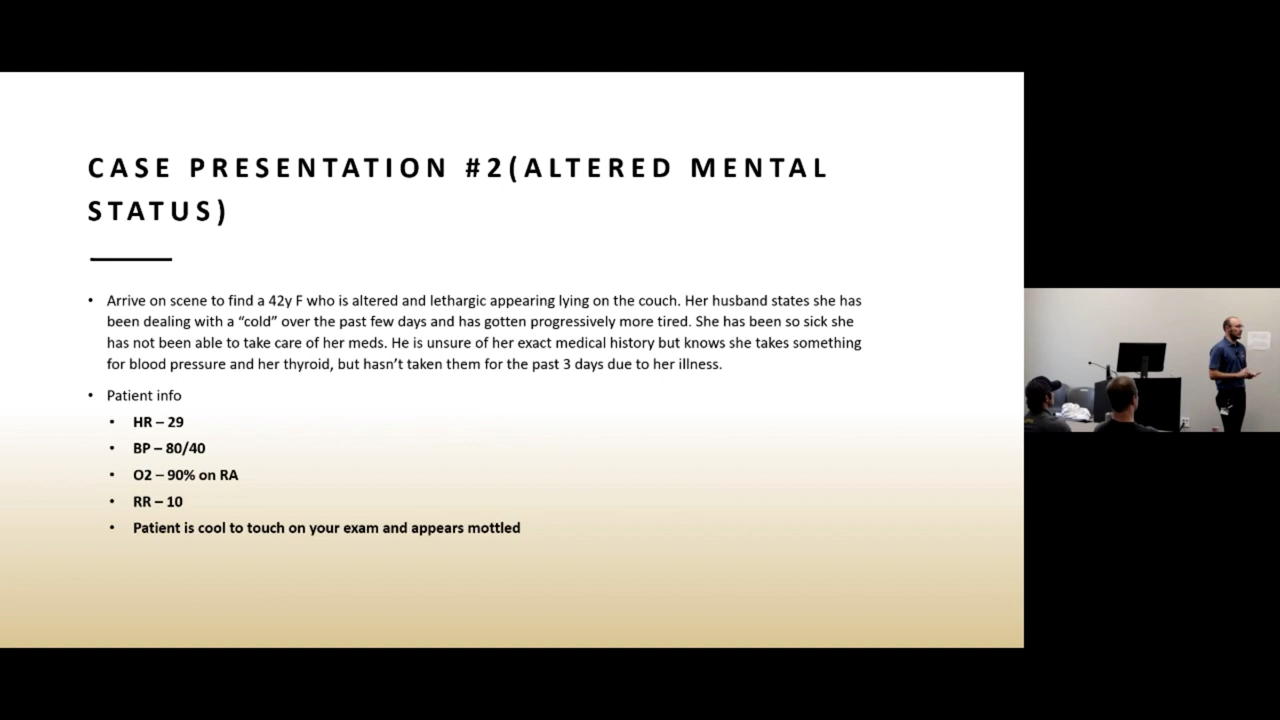 CASE PRESENTATION #2(ALTERED MENTAL
STATUS)
• Arrive on scene to find a 42y F who is altered and lethargic appearing lying on the couch. Her husband states she has
been dealing with a “cold” over the past few days and has gotten progressively more tired. She has been so sick she
has not been able to take care of her meds. He is unsure of her exact medical history but knows she takes something
for blood pressure and her thyroid, but hasn’t taken them for the past 3 days due to her illness.
• Patient info
• HR – 29
• BP – 80/40
• O2 – 90% on RA
• RR – 10
• Patient is cool to touch on your exam and appears mottled